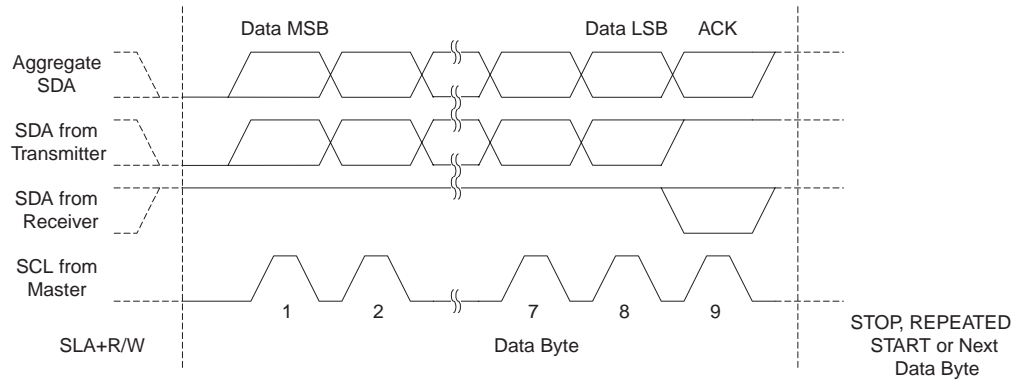 Data MSB
Data LSB
ACK
Aggregate
SDA
SDA from
Transmitter
SDA from
Receiver
SCL from
Master
1
2
7
8
9
SLA+R/W
Data Byte
STOP, REPEATED
START or Next
Data Byte